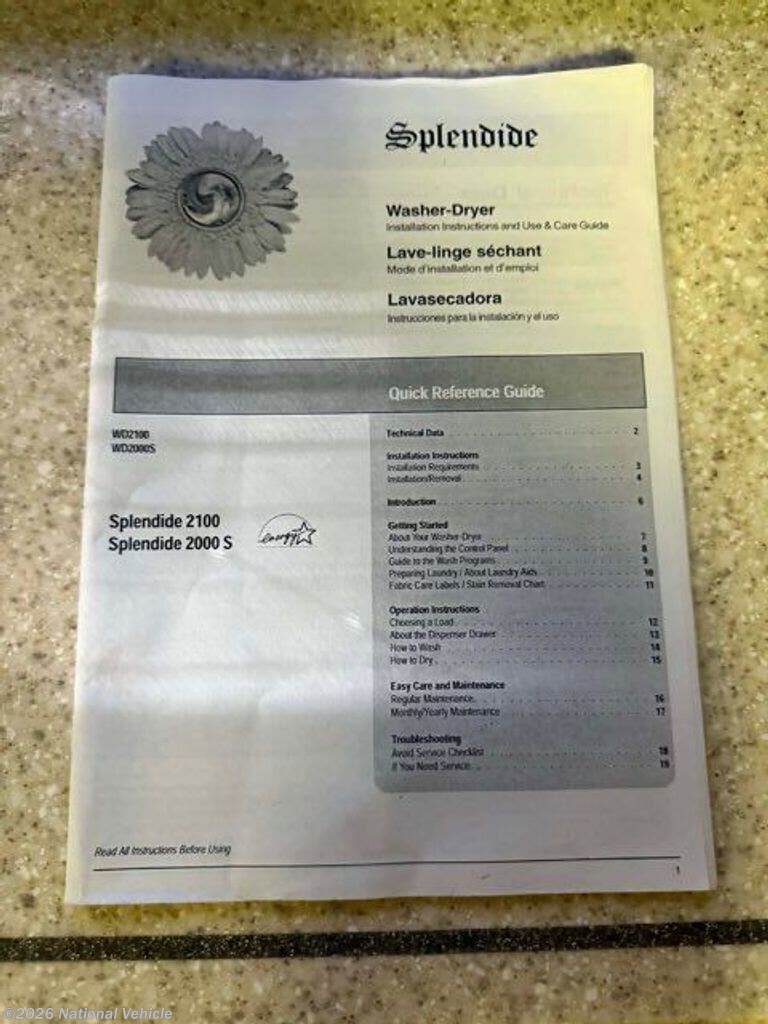 Splendide
Washer-Dryer
Installation Instructions and Use & Care Guide
Lave-linge séchant
Mode d'installation et d'emploi
Lavasecadora
Instrucciones para la instalación y el uso
Quick Reference Guide
WD2100
WD2000S
Splendide 2100
Splendide 2000 S
energy
Technical Data 2
Installation Instructions
Installation Requirements 3
Installation/Removal 4
Introduction 6
Getting Started
About Your Washer-Dryer 7
Understanding the Control Panel 8
Guide to the Wash Programs 9
Preparing Laundry / About Laundry Aids 10
Fabric Care Labels / Stain Removal Chart 11
Operation Instructions
Choosing a Load 12
About the Dispenser Drawer 13
How to Wash 14
How to Dry 15
Easy Care and Maintenance
Regular Maintenance 16
Monthly/Yearly Maintenance 17
Troubleshooting
Avoid Service Checklist 18
If You Need Service 19
Read All Instructions Before Using
1
©2026 National Vehicle